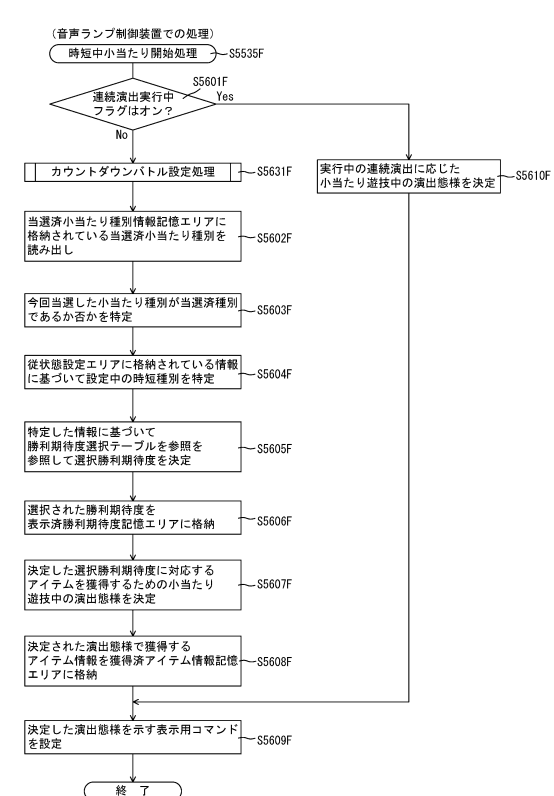 （音声ランプ制御装置での処理）
時短中小当たり開始処理
S5535F
S5601F
連続演出実行中
フラグはオン？
Yes
No
カウントダウンバトル設定処理
S5631F
実行中の連続演出に応じた
小当たり遊技中の演出態様を決定
S5610F
当選済小当たり種別情報記憶エリアに
格納されている当選済小当たり種別を
読み出し
S5602F
今回当選した小当たり種別が当選済種別
であるか否かを特定
S5603F
従状態設定エリアに格納されている情報
に基づいて設定中の時短種別を特定
S5604F
特定した情報に基づいて
勝利期待度選択テーブルを参照を
参照して選択勝利期待度を決定
S5605F
選択された勝利期待度を
表示済勝利期待度記憶エリアに格納
S5606F
決定した選択勝利期待度に対応する
アイテムを獲得するための小当たり
遊技中の演出態様を決定
S5607F
決定された演出態様で獲得する
アイテム情報を獲得済アイテム情報記憶
エリアに格納
S5608F
決定した演出態様を示す表示用コマンド
を設定
S5609F
終 了